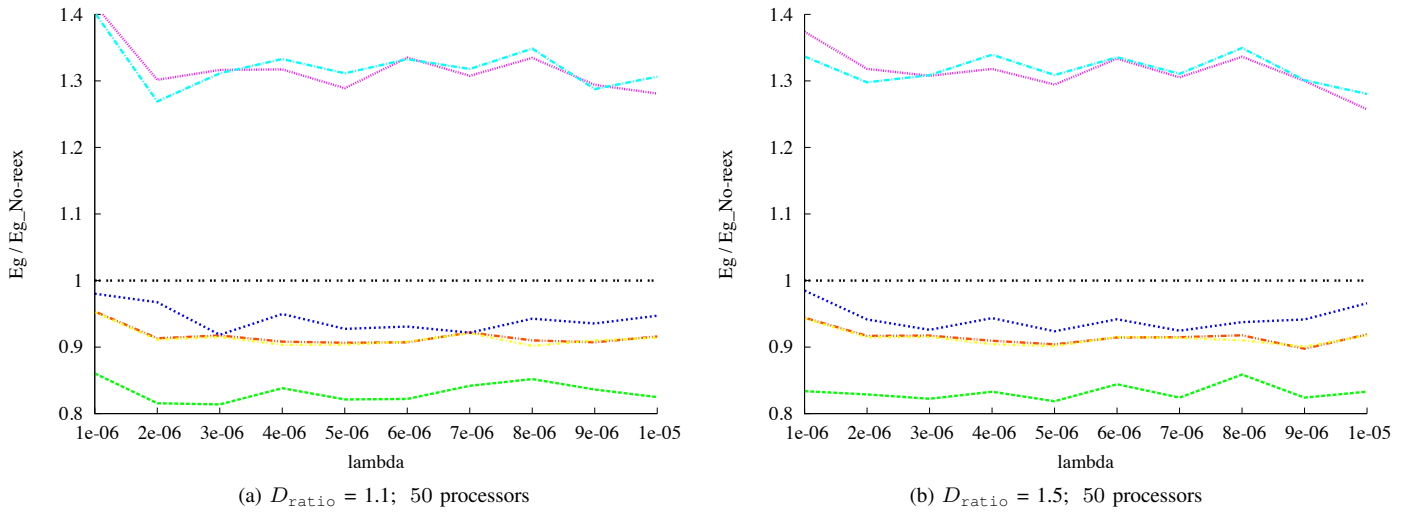 1.4
1.3
1.2
1.1
1
0.9
0.8
Eg / Eg_No-reex
1e-06 2e-06 3e-06 4e-06 5e-06 6e-06 7e-06 8e-06 9e-06 1e-05
lambda
(a) D_ratio = 1.1; 50 processors
1.4
1.3
1.2
1.1
1
0.9
0.8
Eg / Eg_No-reex
1e-06 2e-06 3e-06 4e-06 5e-06 6e-06 7e-06 8e-06 9e-06 1e-05
lambda
(b) D_ratio = 1.5; 50 processors